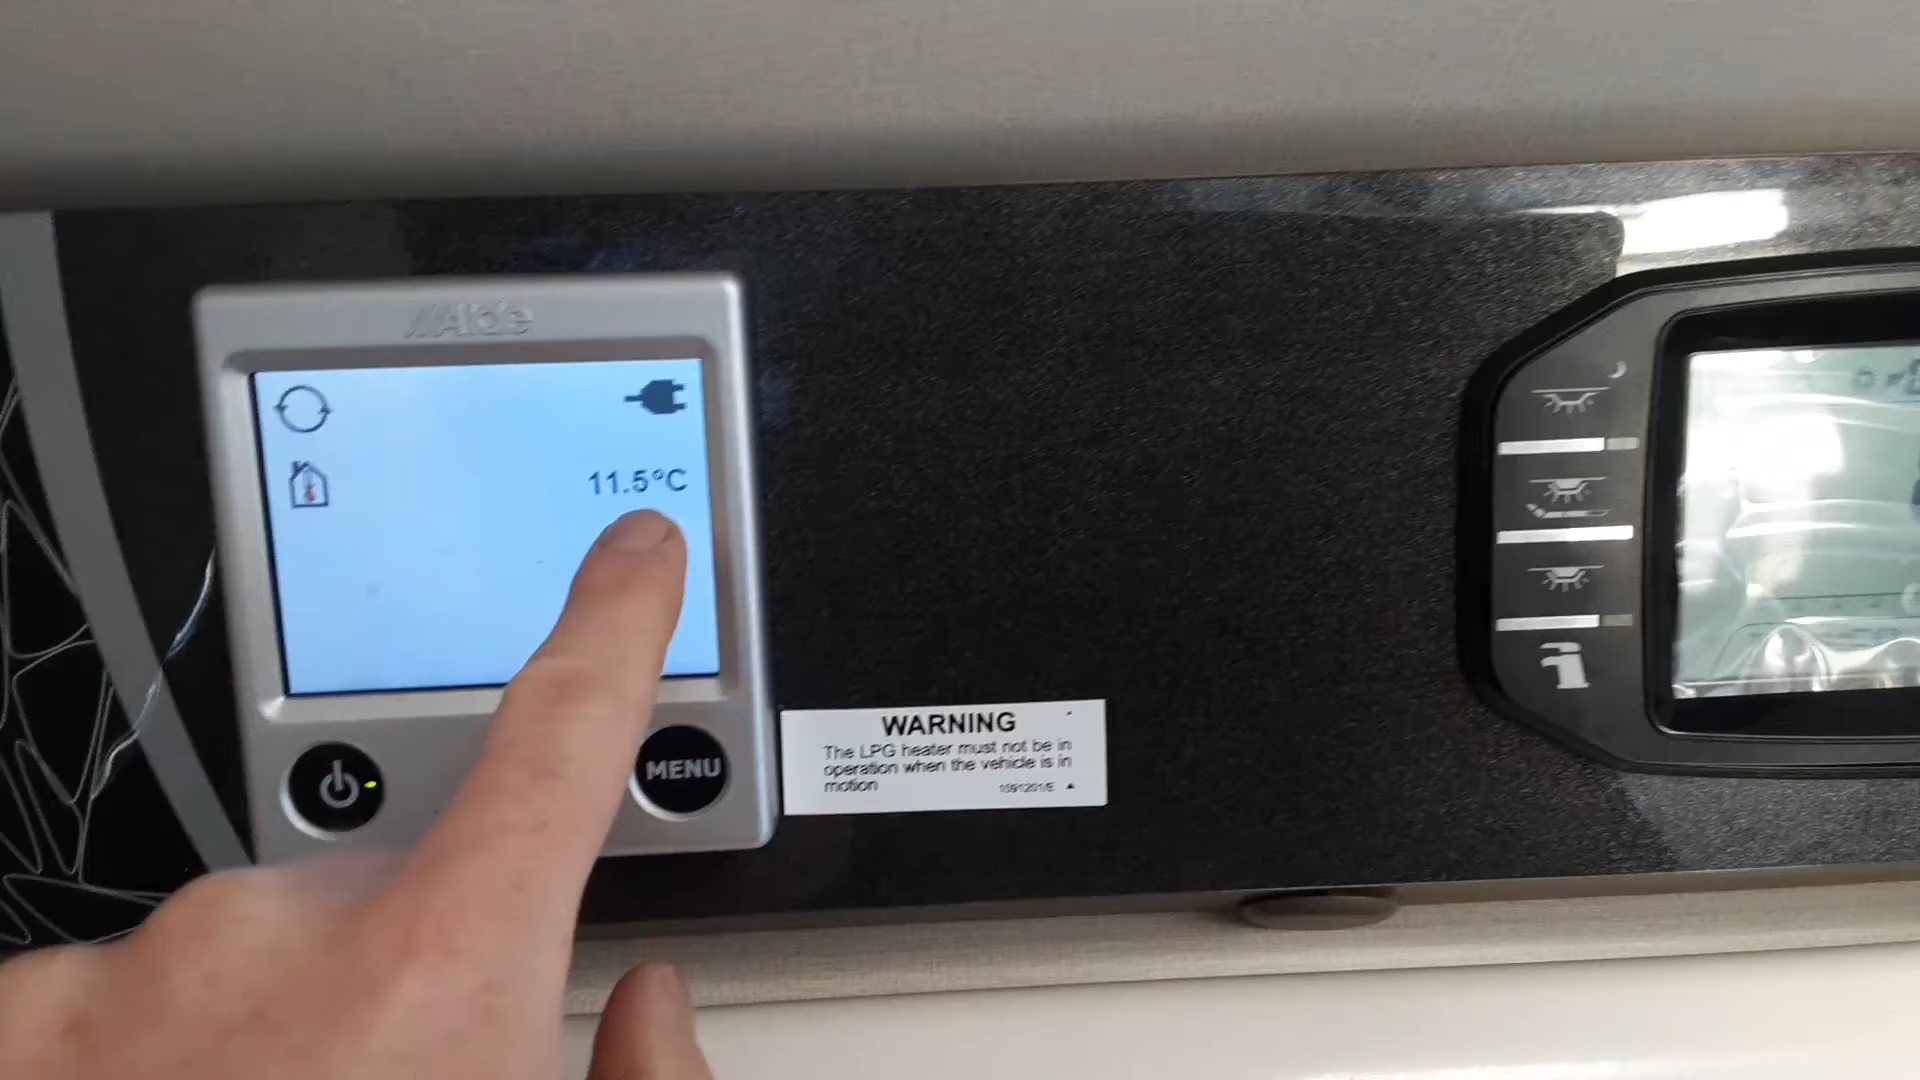 Alde
11.5°C
MENU
WARNING
The LPG heater must not be in
operation when the vehicle is in
motion
1091201/E